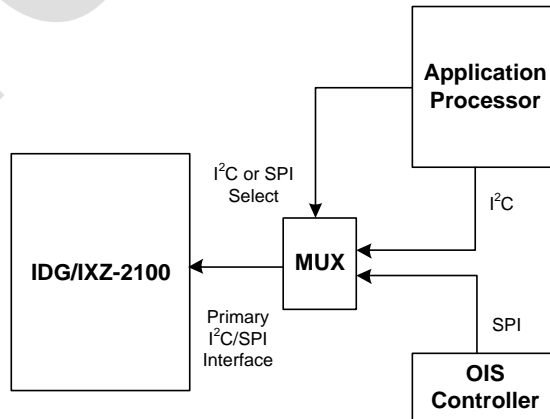 Application
Processor
I²C or SPI
Select
I²C
IDG/IXZ-2100
MUX
Primary
I²C/SPI
Interface
SPI
OIS
Controller